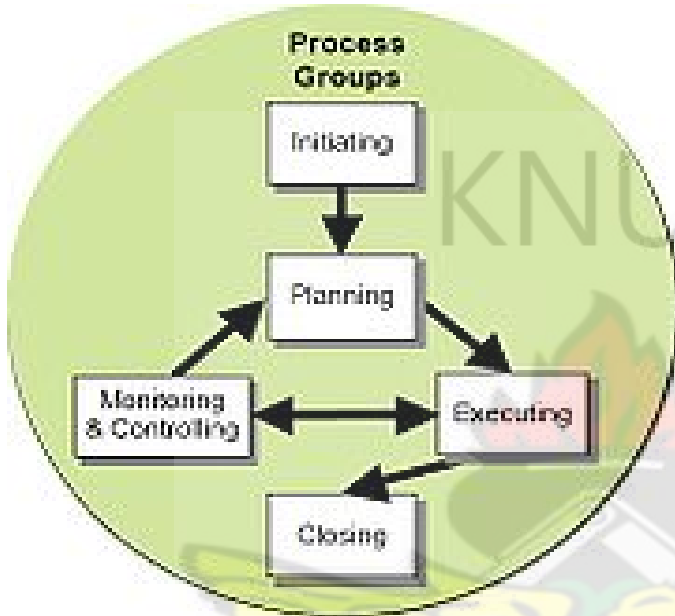 Process
Groups
Initiating
KNU
Planning
Monitoring
& Controlling
Executing
Closing